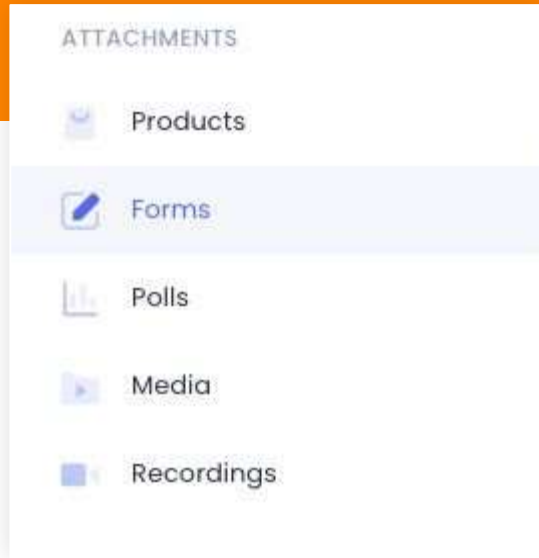 ATTACHMENTS
Products
Forms
Polls
Media
Recordings